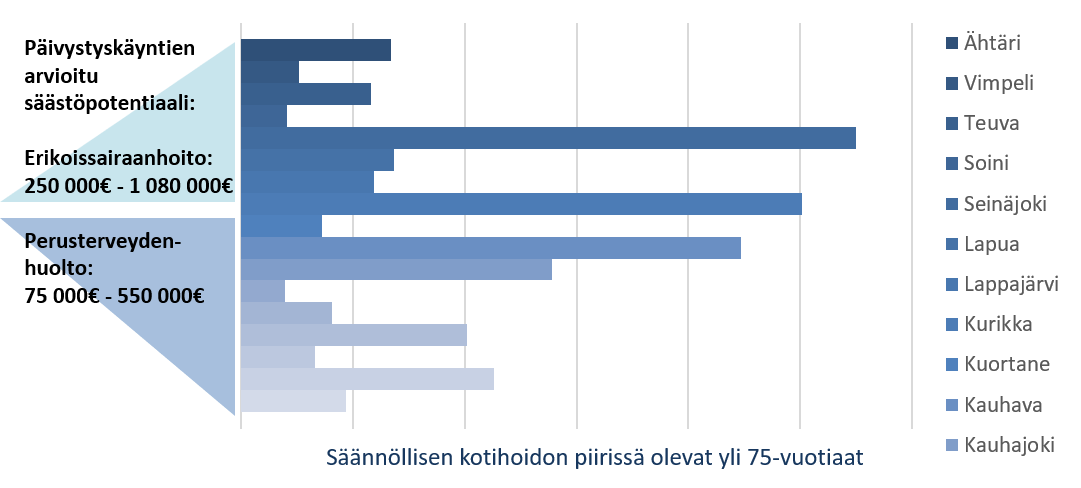 Päivystyskäyntien
arvioitu
säästöpotentiaali:
Erikoissairaanhoito:
250 000€ - 1 080 000€
Perusterveyden-
huolto:
75 000€ - 550 000€
Ähtäri
Vimpeli
Teuva
Soini
Seinäjoki
Lapua
Lappajärvi
Kurikka
Kuortane
Kauhava
Kauhajoki
Säännöllisen kotihoidon piirissä olevat yli 75-vuotiaat